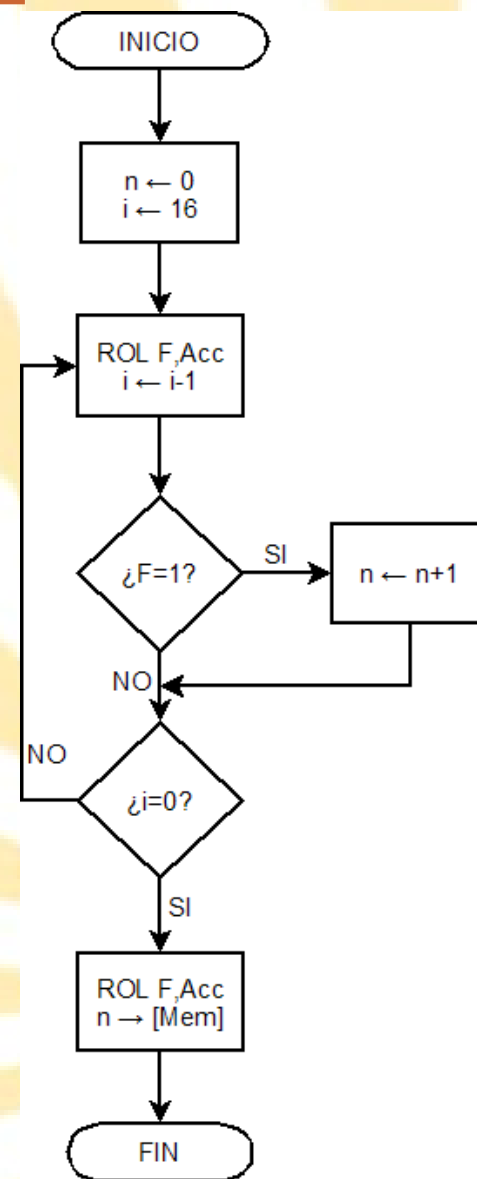 INICIO
n ← 0
i ← 16
ROL F,Acc
i ← i-1
¿F=1?
SI
n ← n+1
NO
¿i=0?
NO
SI
ROL F,Acc
n → [Mem]
FIN